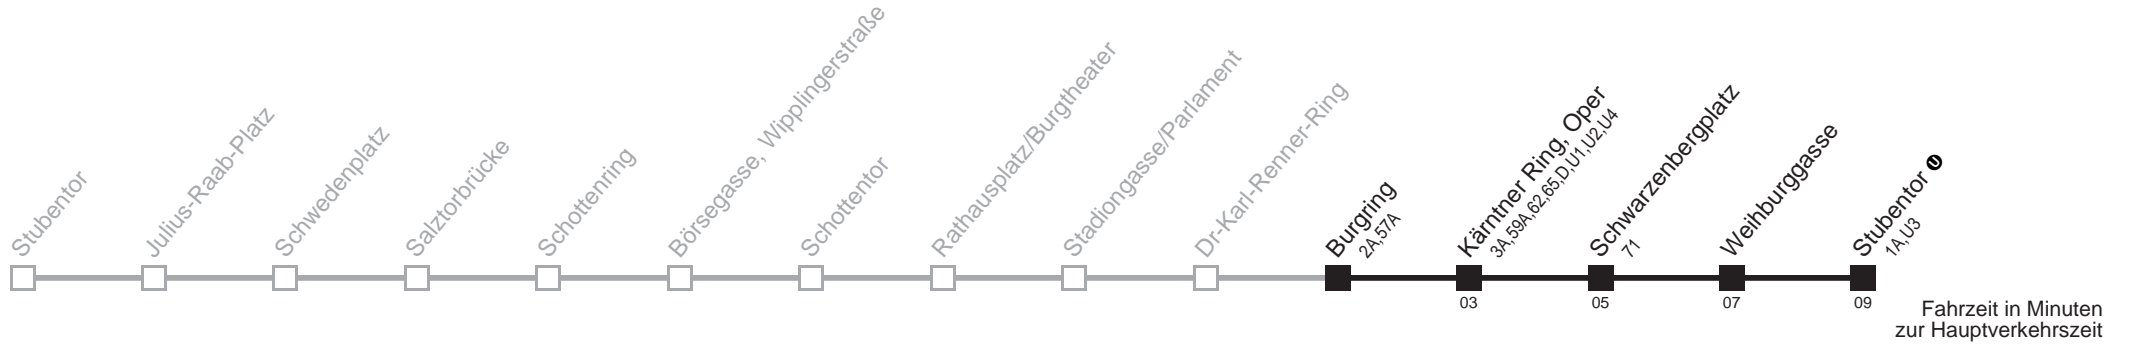 Stubentor
Julius-Raab-Platz
Schwedenplatz
Salztorbrücke
Schottenring
Börsegasse, Wipplingerstraße
Schottentor
Rathausplatz/Burgtheater
Stadiongasse/Parlament
Dr-Karl-Renner-Ring
Burgring
2A,57A
Kärntner Ring, Oper
3A,59A,62,65,D,U1,U2,U4
Schwarzenbergplatz
71
Weihburggasse
Stubentor U
1A,U3
03
05
07
09
Fahrzeit in Minuten
zur Hauptverkehrszeit